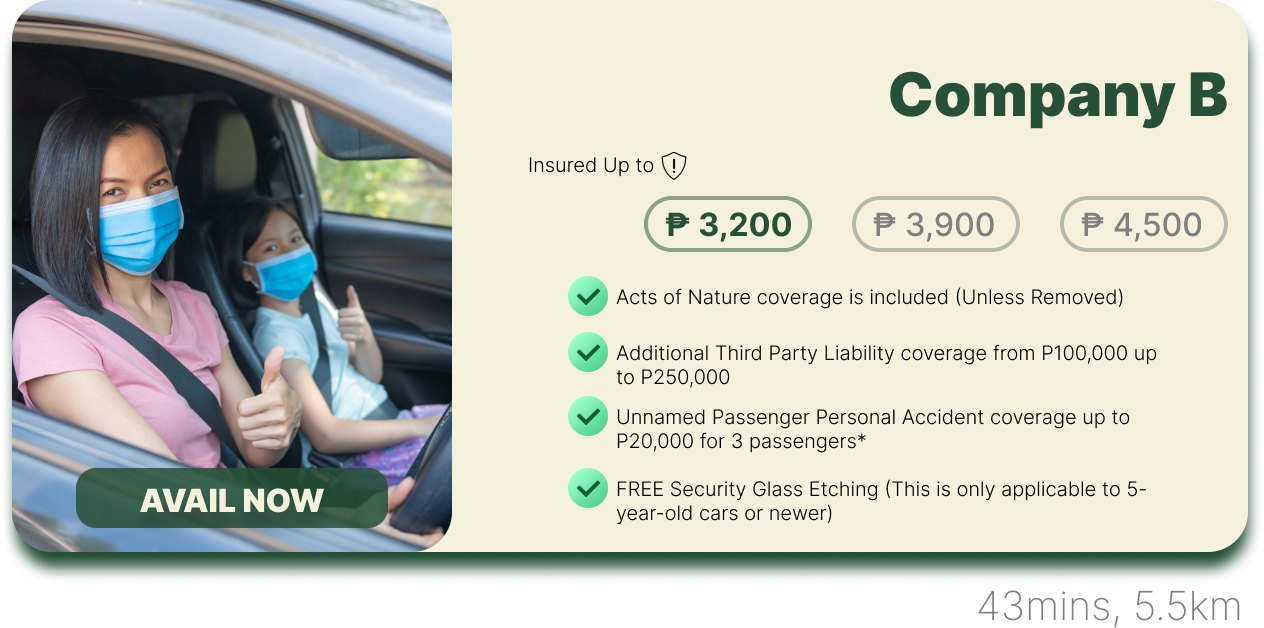 Company B
Insured Up to
₱ 3,200
₱ 3,900
₱ 4,500
Acts of Nature coverage is included (Unless Removed)
Additional Third Party Liability coverage from P100,000 up
to P250,000
Unnamed Passenger Personal Accident coverage up to
P20,000 for 3 passengers*
FREE Security Glass Etching (This is only applicable to 5-
year-old cars or newer)
AVAIL NOW
43mins, 5.5km